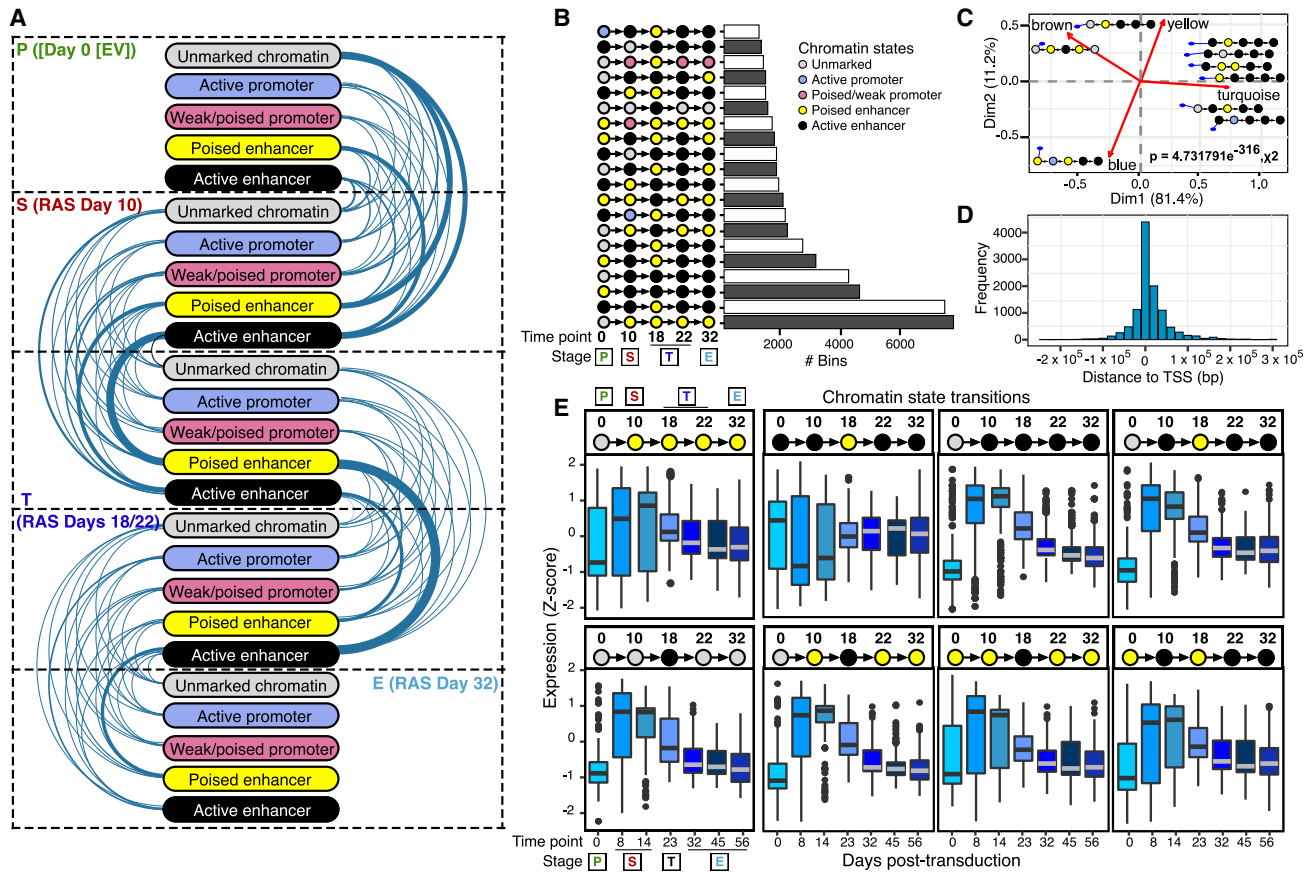 A
P ([Day 0 [EV])
Unmarked chromatin
Active promoter
Weak/poised promoter
Poised enhancer
Active enhancer
S (RAS Day 10)
Unmarked chromatin
Active promoter
Weak/poised promoter
Poised enhancer
Active enhancer
Unmarked chromatin
Active promoter
Weak/poised promoter
Poised enhancer
Active enhancer
T
(RAS Days 18/22)
Unmarked chromatin
Active promoter
Weak/poised promoter
Poised enhancer
Active enhancer
E (RAS Day 32)
Unmarked chromatin
Active promoter
Weak/poised promoter
Poised enhancer
Active enhancer
B
Chromatin states
Unmarked
Active promoter
Poised/weak promoter
Poised enhancer
Active enhancer
Time point 0 10 18 22 32
Stage P S T E
2000 4000 6000
# Bins
C
Dim2 (11.2%)
0.5
0.0
-0.5
brown
yellow
turquoise
blue
p = 4.731791e-316,χ2
-0.5 0.0 0.5 1.0
Dim1 (81.4%)
D
Frequency
4000
3000
2000
1000
0
-2 x 10⁵ -1 x 10⁵ 0 1 x 10⁵ 2 x 10⁵ 3 x 10⁵
Distance to TSS (bp)
E
P S T E
Chromatin state transitions
0 10 18 22 32
0 10 18 22 32
0 10 18 22 32
0 10 18 22 32
Expression (Z-score)
2
1
0
-1
-2
0 10 18 22 32
0 10 18 22 32
0 10 18 22 32
0 10 18 22 32
2
1
0
-1
-2
Time point 0 8 14 23 32 45 56
0 8 14 23 32 45 56
0 8 14 23 32 45 56
0 8 14 23 32 45 56
Stage P S T E
Days post-transduction